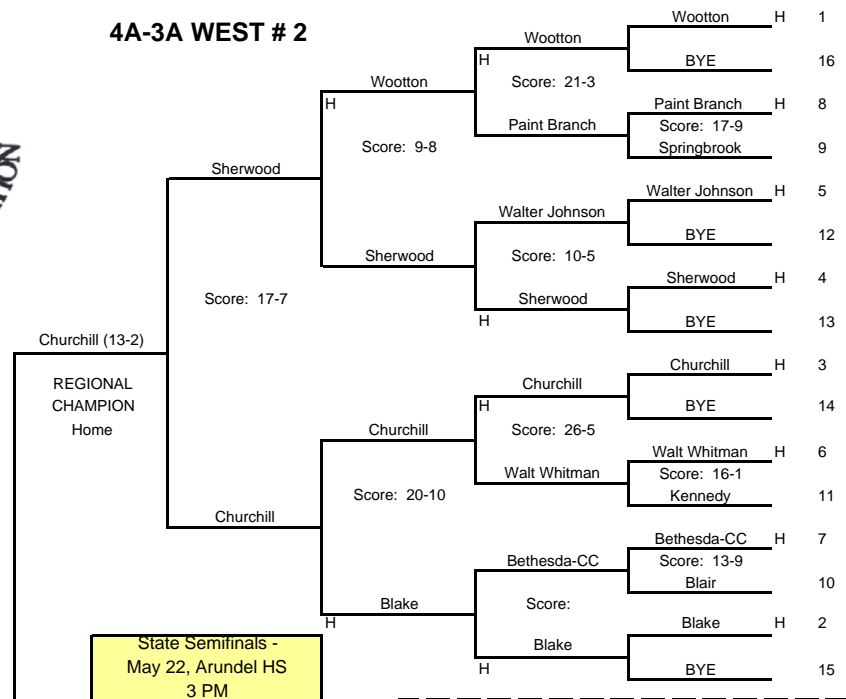 4A-3A WEST # 2
Wootton H 1
Wootton
H
BYE 16
Wootton
H
Score: 21-3
Paint Branch H 8
Paint Branch
Score: 17-9
Springbrook 9
Score: 9-8
Sherwood
Walter Johnson H 5
Walter Johnson
BYE 12
Sherwood
Score: 10-5
Sherwood H 4
Sherwood
H
BYE 13
Score: 17-7
Churchill (13-2)
REGIONAL
CHAMPION
Home
Churchill H 3
Churchill
H
BYE 14
Churchill
Score: 26-5
Walt Whitman H 6
Walt Whitman
Score: 16-1
Kennedy 11
Score: 20-10
Churchill
Bethesda-CC H 7
Bethesda-CC
Score: 13-9
Blair 10
Blake
H
Score:
Blake H 2
Blake
H
BYE 15
State Semifinals -
May 22, Arundel HS
3 PM